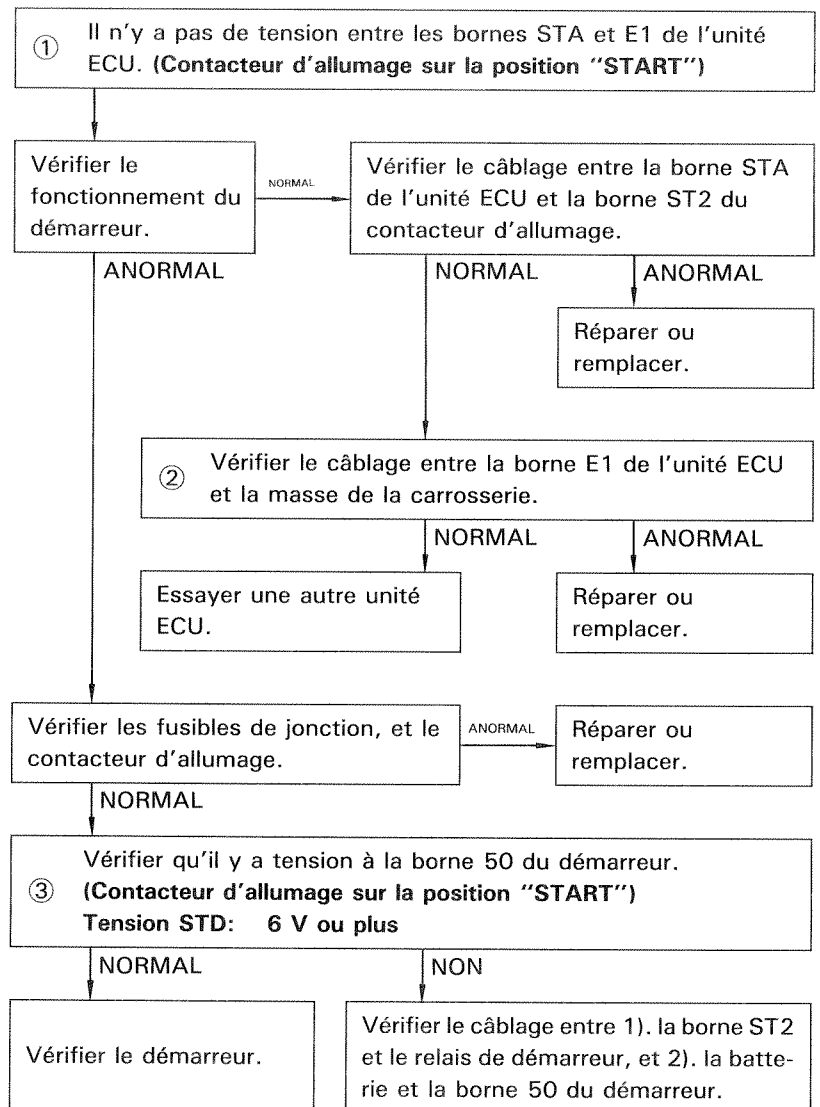 ① Il n'y a pas de tension entre les bornes STA et E1 de l'unité
ECU. (Contacteur d'allumage sur la position "START")
Vérifier le
fonctionnement du
démarreur.
NORMAL
Vérifier le câblage entre la borne STA
de l'unité ECU et la borne ST2 du
contacteur d'allumage.
ANORMAL
NORMAL
ANORMAL
Réparer ou
remplacer.
② Vérifier le câblage entre la borne E1 de l'unité ECU
et la masse de la carrosserie.
NORMAL
ANORMAL
Essayer une autre unité
ECU.
Réparer ou
remplacer.
Vérifier les fusibles de jonction, et le
contacteur d'allumage.
ANORMAL
Réparer ou
remplacer.
NORMAL
③ Vérifier qu'il y a tension à la borne 50 du démarreur.
(Contacteur d'allumage sur la position "START")
Tension STD: 6 V ou plus
NORMAL
NON
Vérifier le démarreur.
Vérifier le câblage entre 1). la borne ST2
et le relais de démarreur, et 2). la batte-
rie et la borne 50 du démarreur.